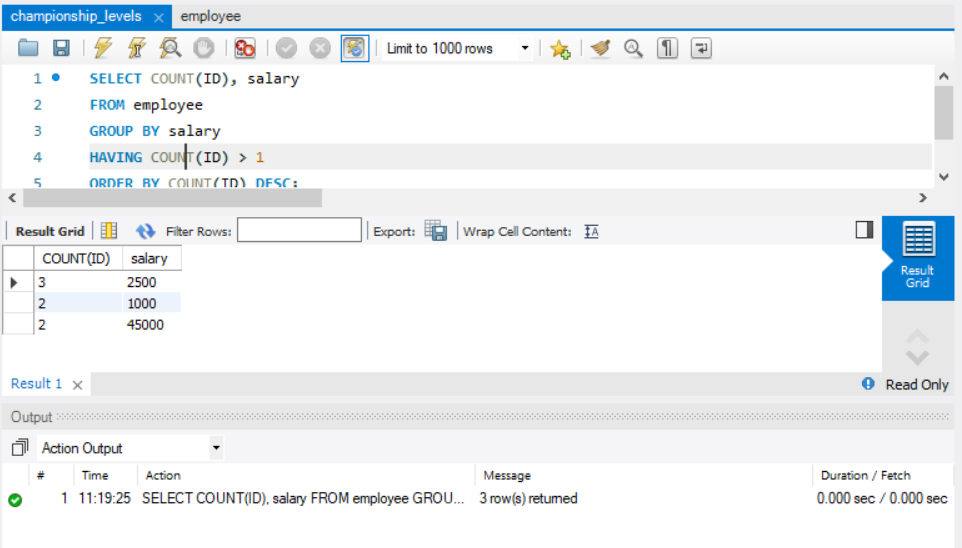 championship_levels × employee
Limit to 1000 rows
1 SELECT COUNT(ID), salary
2 FROM employee
3 GROUP BY salary
4 HAVING COUNT(ID) > 1
5 ORDER BY COUNT(ID) DESC;
Result Grid Filter Rows: Export: Wrap Cell Content: IA
COUNT(ID) salary
3 2500
2 1000
2 45000
Result Grid
Result 1 × Read Only
Output
Action Output
# Time Action Message Duration / Fetch
1 11:19:25 SELECT COUNT(ID), salary FROM employee GROU... 3 row(s) returned 0.000 sec / 0.000 sec